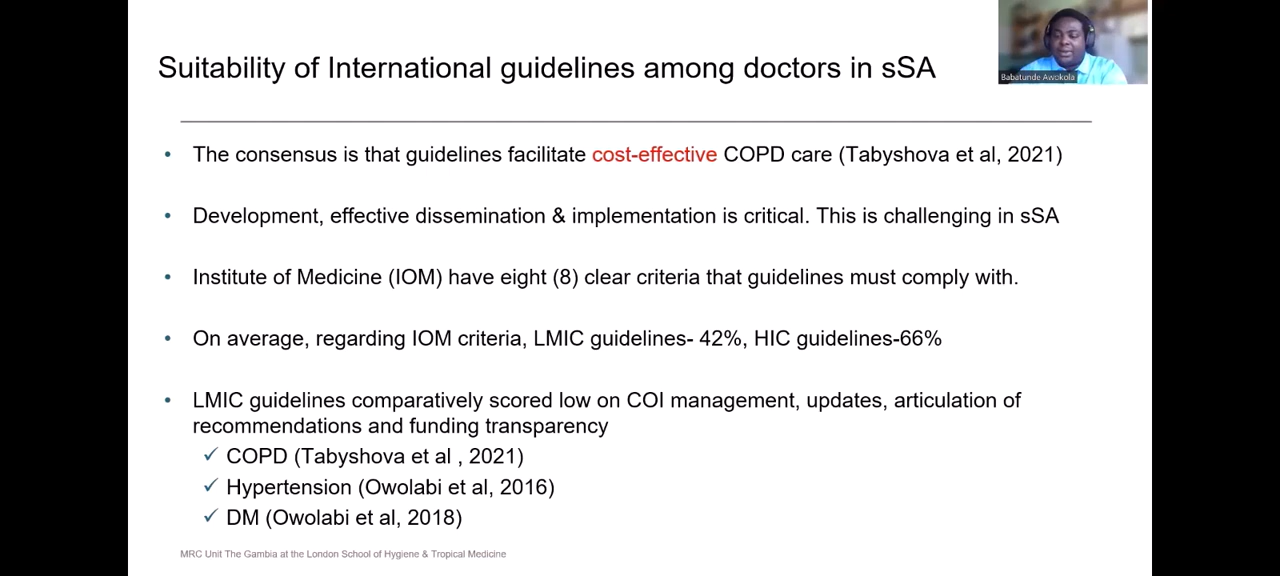 Suitability of International guidelines among doctors in sSA
Babatunde Awokola
• The consensus is that guidelines facilitate cost-effective COPD care (Tabyshova et al, 2021)
• Development, effective dissemination & implementation is critical. This is challenging in sSA
• Institute of Medicine (IOM) have eight (8) clear criteria that guidelines must comply with.
• On average, regarding IOM criteria, LMIC guidelines- 42%, HIC guidelines-66%
• LMIC guidelines comparatively scored low on COI management, updates, articulation of
recommendations and funding transparency
✓ COPD (Tabyshova et al , 2021)
✓ Hypertension (Owolabi et al, 2016)
✓ DM (Owolabi et al, 2018)
MRC Unit The Gambia at the London School of Hygiene & Tropical Medicine